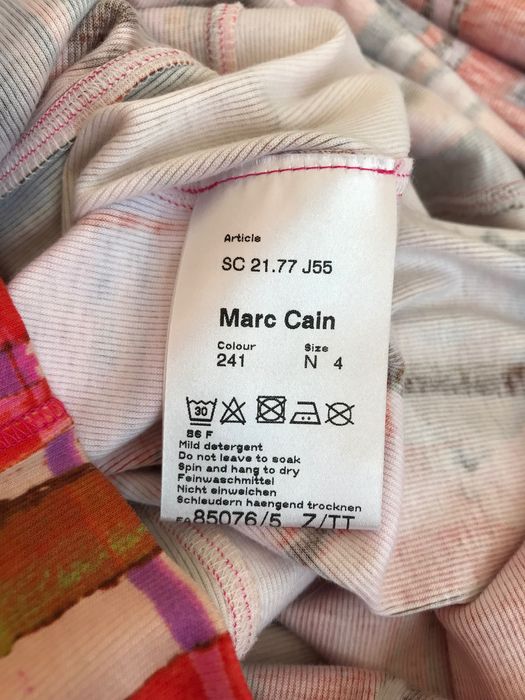 Article
SC 21.77 J55
Marc Cain
Colour Size
241 N 4
30
86 F
Mild detergent
Do not leave to soak
Spin and hang to dry
Feinwaschmittel
Nicht einweichen
Schleudern haengend trocknen
85076/5 Z/TT